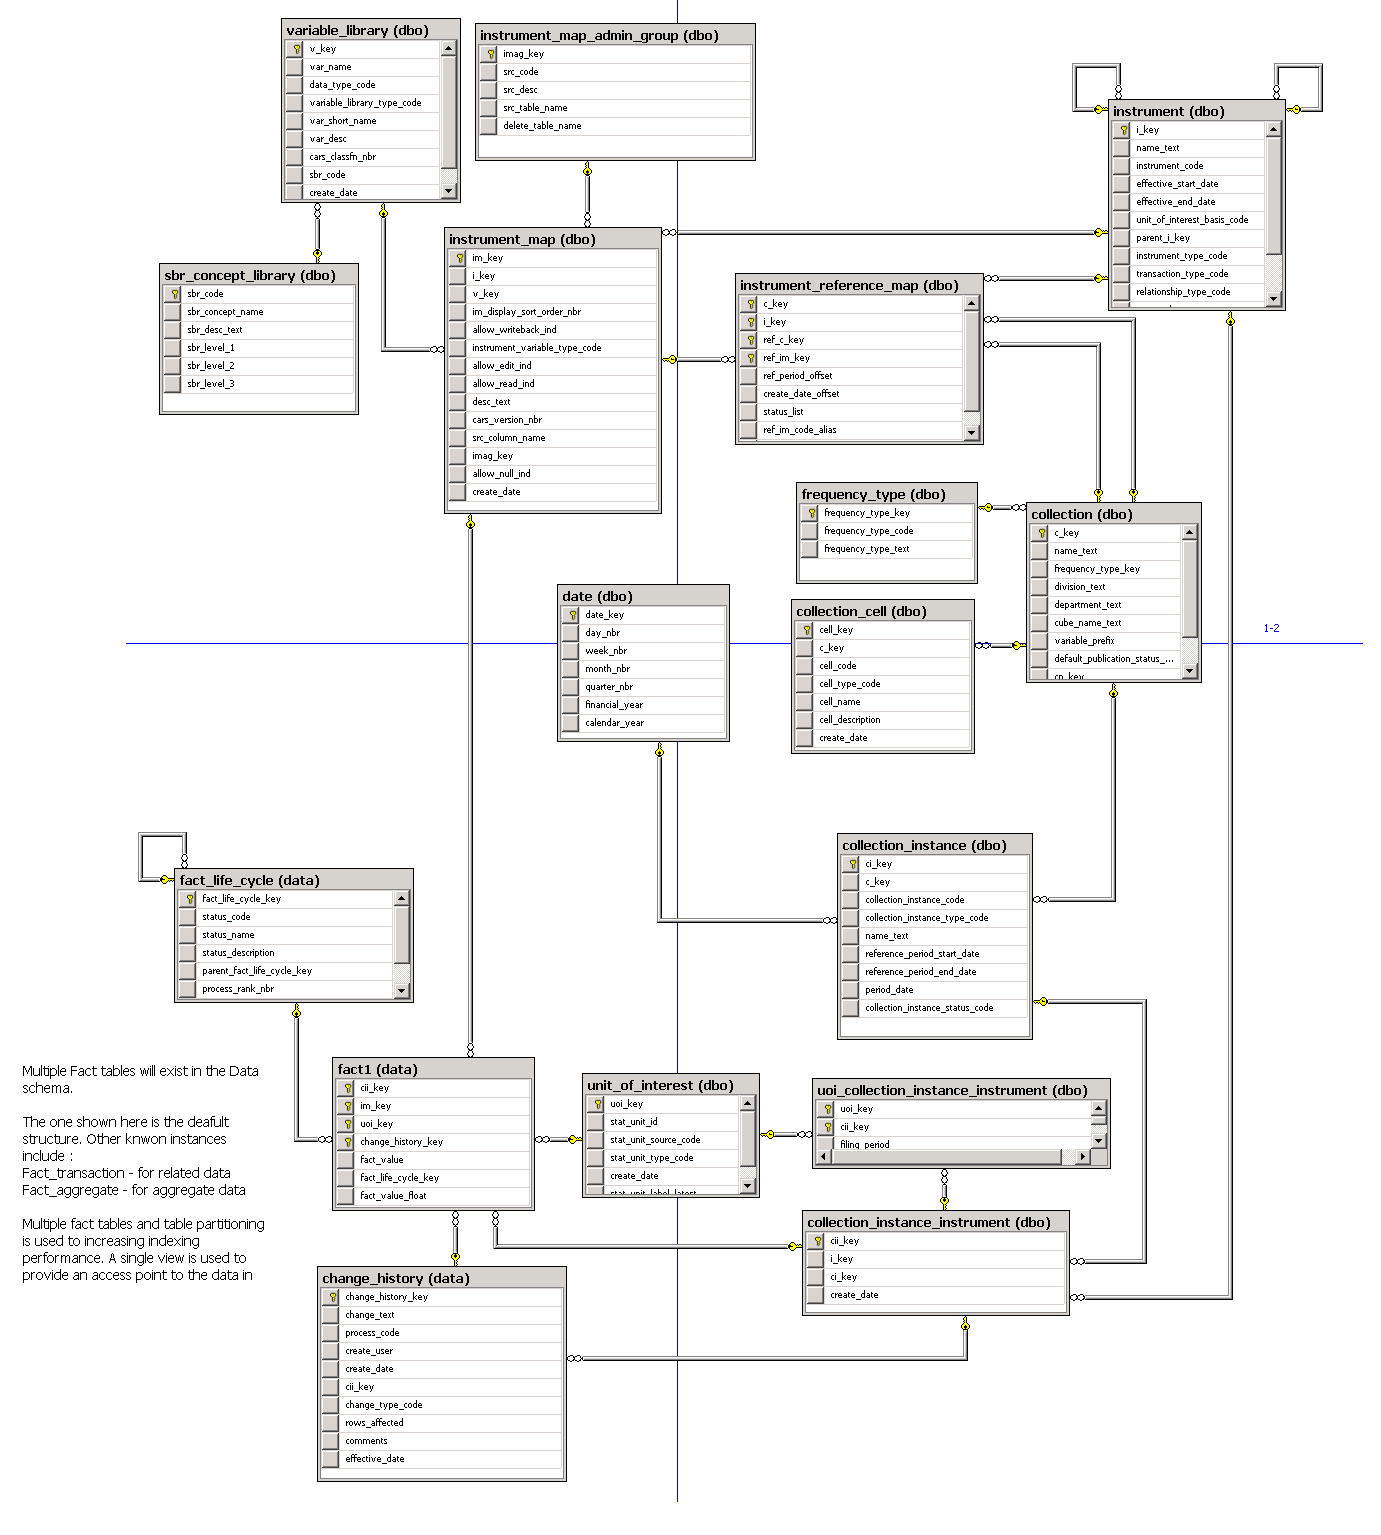 variable_library (dbo)
v_key
var_name
data_type_code
variable_library_type_code
var_short_name
var_desc
cars_classfn_nbr
sbr_code
create_date
instrument_map_admin_group (dbo)
imag_key
src_code
src_desc
src_table_name
delete_table_name
instrument (dbo)
i_key
name_text
instrument_code
effective_start_date
effective_end_date
unit_of_interest_basis_code
parent_i_key
instrument_type_code
transaction_type_code
relationship_type_code
sbr_concept_library (dbo)
sbr_code
sbr_concept_name
sbr_desc_text
sbr_level_1
sbr_level_2
sbr_level_3
instrument_map (dbo)
im_key
i_key
v_key
im_display_sort_order_nbr
allow_writeback_ind
instrument_variable_type_code
allow_edit_ind
allow_read_ind
desc_text
cars_version_nbr
src_column_name
imag_key
allow_null_ind
create_date
instrument_reference_map (dbo)
c_key
i_key
ref_c_key
ref_im_key
ref_period_offset
create_date_offset
status_list
ref_im_code_alias
frequency_type (dbo)
frequency_type_key
frequency_type_code
frequency_type_text
collection (dbo)
c_key
name_text
frequency_type_key
division_text
department_text
cube_name_text
variable_prefix
default_publication_status_...
cp_key
1-2
date (dbo)
date_key
day_nbr
week_nbr
month_nbr
quarter_nbr
financial_year
calendar_year
collection_cell (dbo)
cell_key
c_key
cell_code
cell_type_code
cell_name
cell_description
create_date
collection_instance (dbo)
ci_key
c_key
collection_instance_code
collection_instance_type_code
name_text
reference_period_start_date
reference_period_end_date
period_date
collection_instance_status_code
fact_life_cycle (data)
fact_life_cycle_key
status_code
status_name
status_description
parent_fact_life_cycle_key
process_rank_nbr
Multiple Fact tables will exist in the Data
schema.
The one shown here is the deafult
structure. Other knwon instances
include :
Fact_transaction - for related data
Fact_aggregate - for aggregate data
Multiple fact tables and table partitioning
is used to increasing indexing
performance. A single view is used to
provide an access point to the data in
fact1 (data)
cii_key
im_key
uoi_key
change_history_key
fact_value
fact_life_cycle_key
fact_value_float
unit_of_interest (dbo)
uoi_key
stat_unit_id
stat_unit_source_code
stat_unit_type_code
create_date
stat_unit_label_latest
uoi_collection_instance_instrument (dbo)
uoi_key
cii_key
filing_period
collection_instance_instrument (dbo)
cii_key
i_key
ci_key
create_date
change_history (data)
change_history_key
change_text
process_code
create_user
create_date
cii_key
change_type_code
rows_affected
comments
effective_date